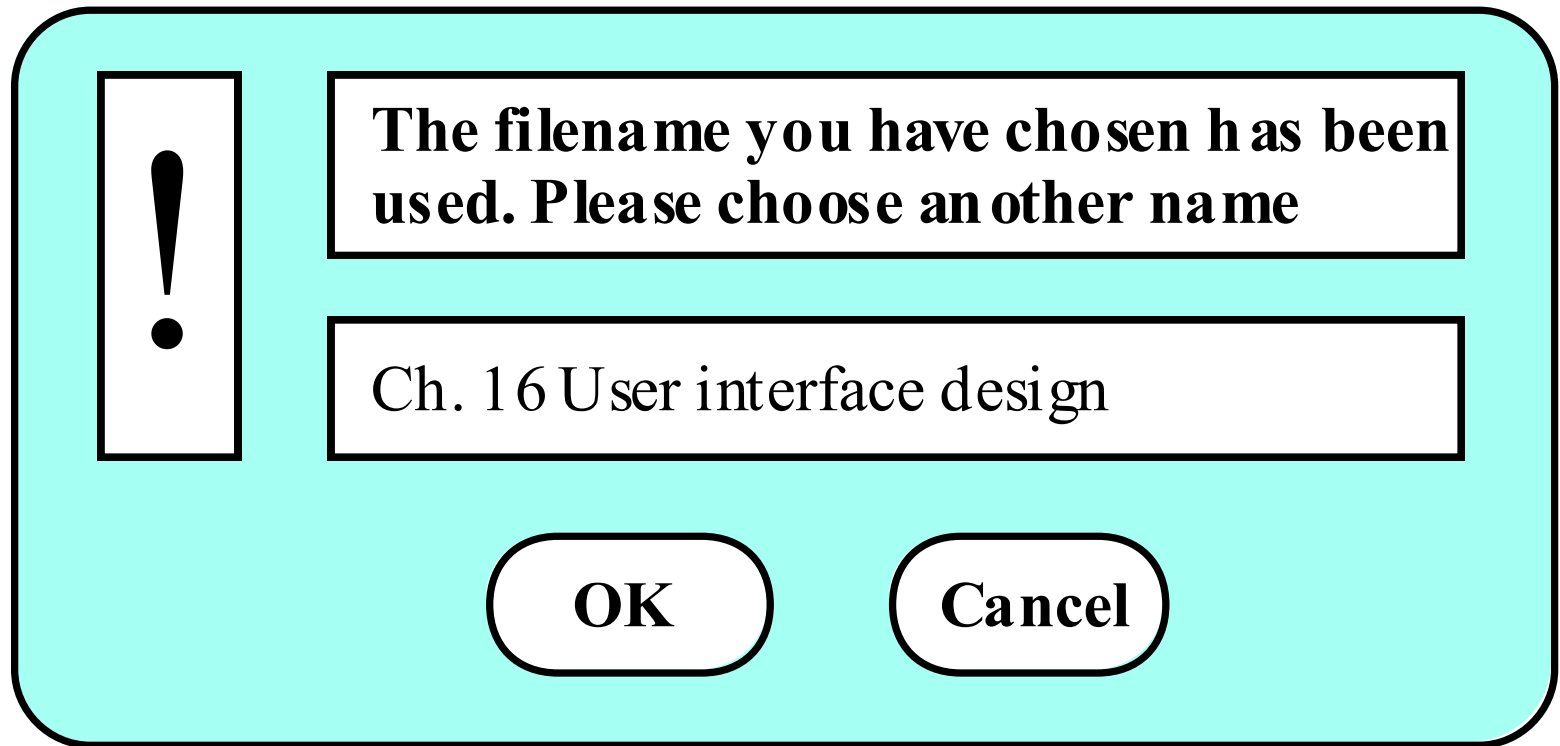 !
The filename you have chosen has been
used. Please choose another name
Ch. 16 User interface design
OK
Cancel